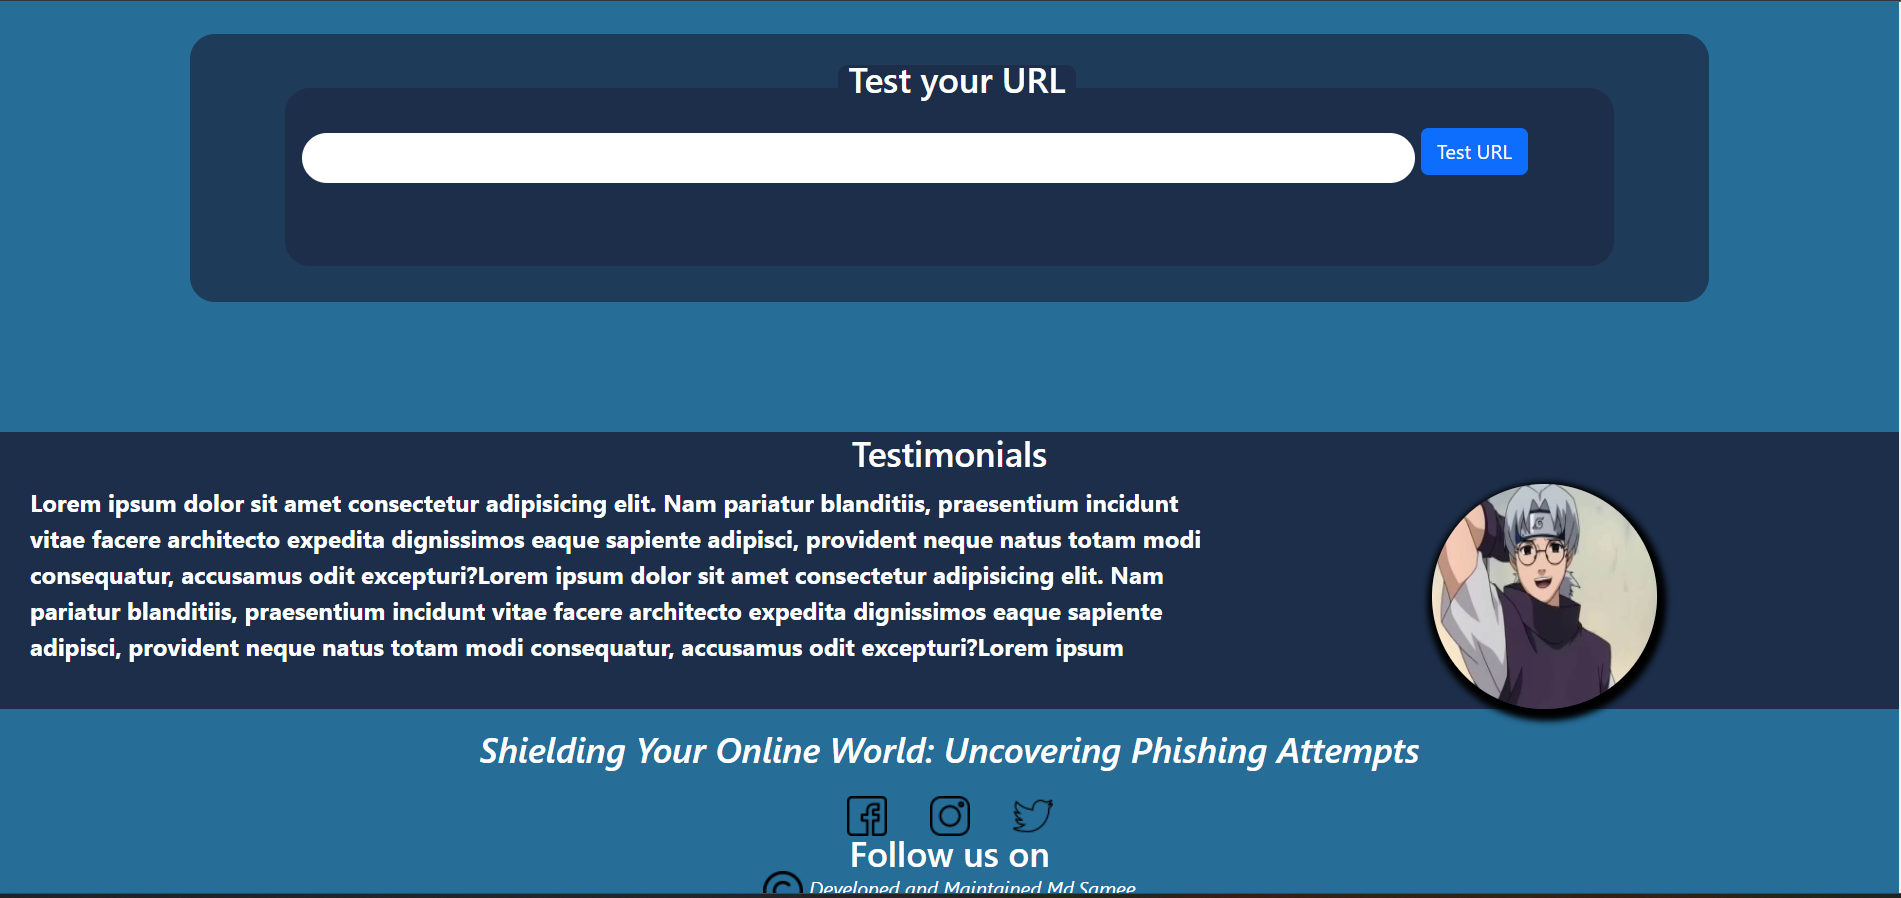 Test your URL
Test URL
Testimonials
Lorem ipsum dolor sit amet consectetur adipisicing elit. Nam pariatur blanditiis, praesentium incidunt
vitae facere architecto expedita dignissimos eaque sapiente adipisci, provident neque natus totam modi
consequatur, accusamus odit excepturi?Lorem ipsum dolor sit amet consectetur adipisicing elit. Nam
pariatur blanditiis, praesentium incidunt vitae facere architecto expedita dignissimos eaque sapiente
adipisci, provident neque natus totam modi consequatur, accusamus odit excepturi?Lorem ipsum
Shielding Your Online World: Uncovering Phishing Attempts
Follow us on
© Developed and Maintained Md Samee